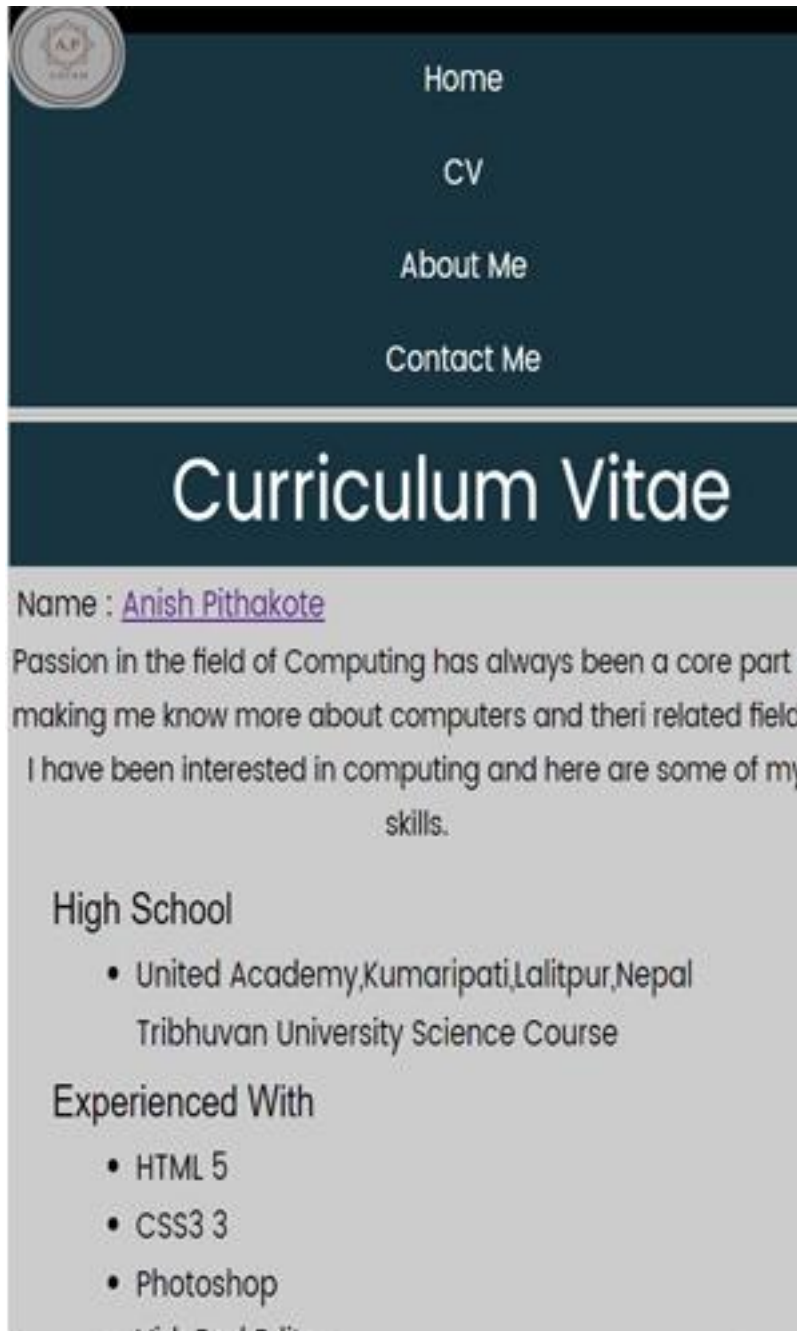 A.P
Home
CV
About Me
Contact Me
Curriculum Vitae
Name : Anish Pithakote
Passion in the field of Computing has always been a core part
making me know more about computers and theri related field
I have been interested in computing and here are some of my
skills.
High School
• United Academy,Kumaripati,Lalitpur,Nepal
Tribhuvan University Science Course
Experienced With
• HTML 5
• CSS3 3
• Photoshop